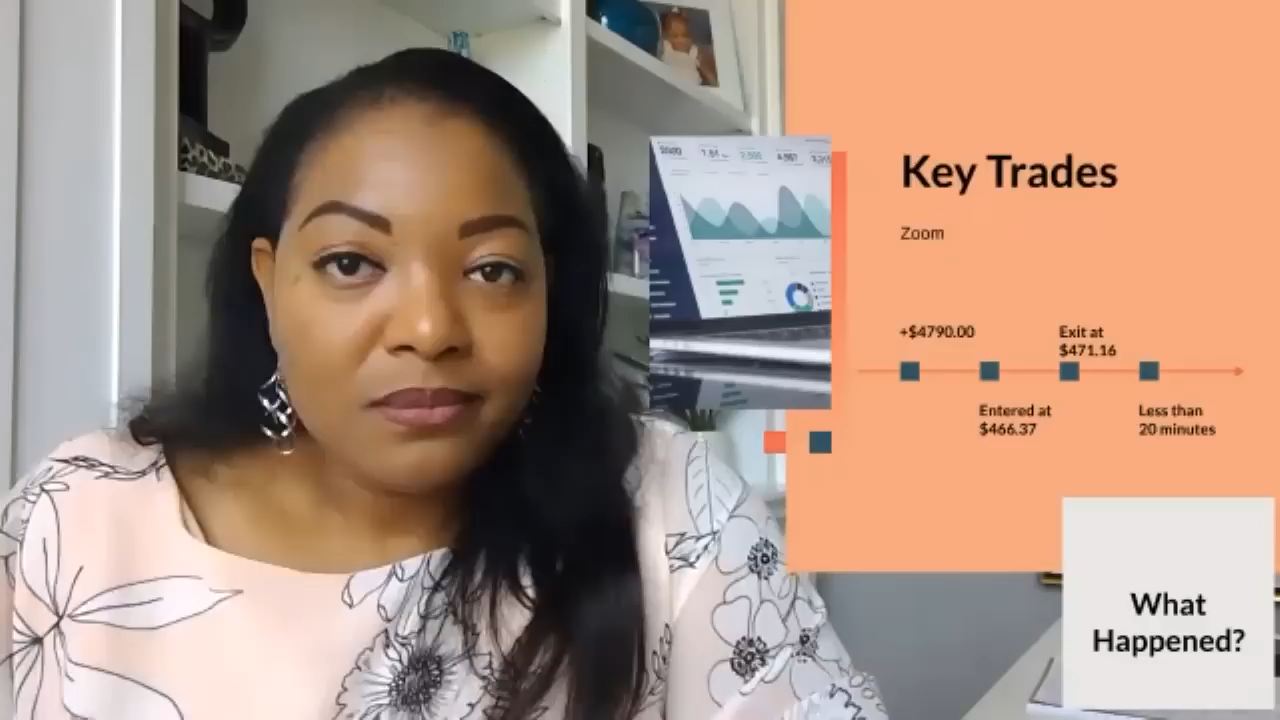 Key Trades
Zoom
+$4790.00
Exit at
$471.16
Entered at
$466.37
Less than
20 minutes
What
Happened?